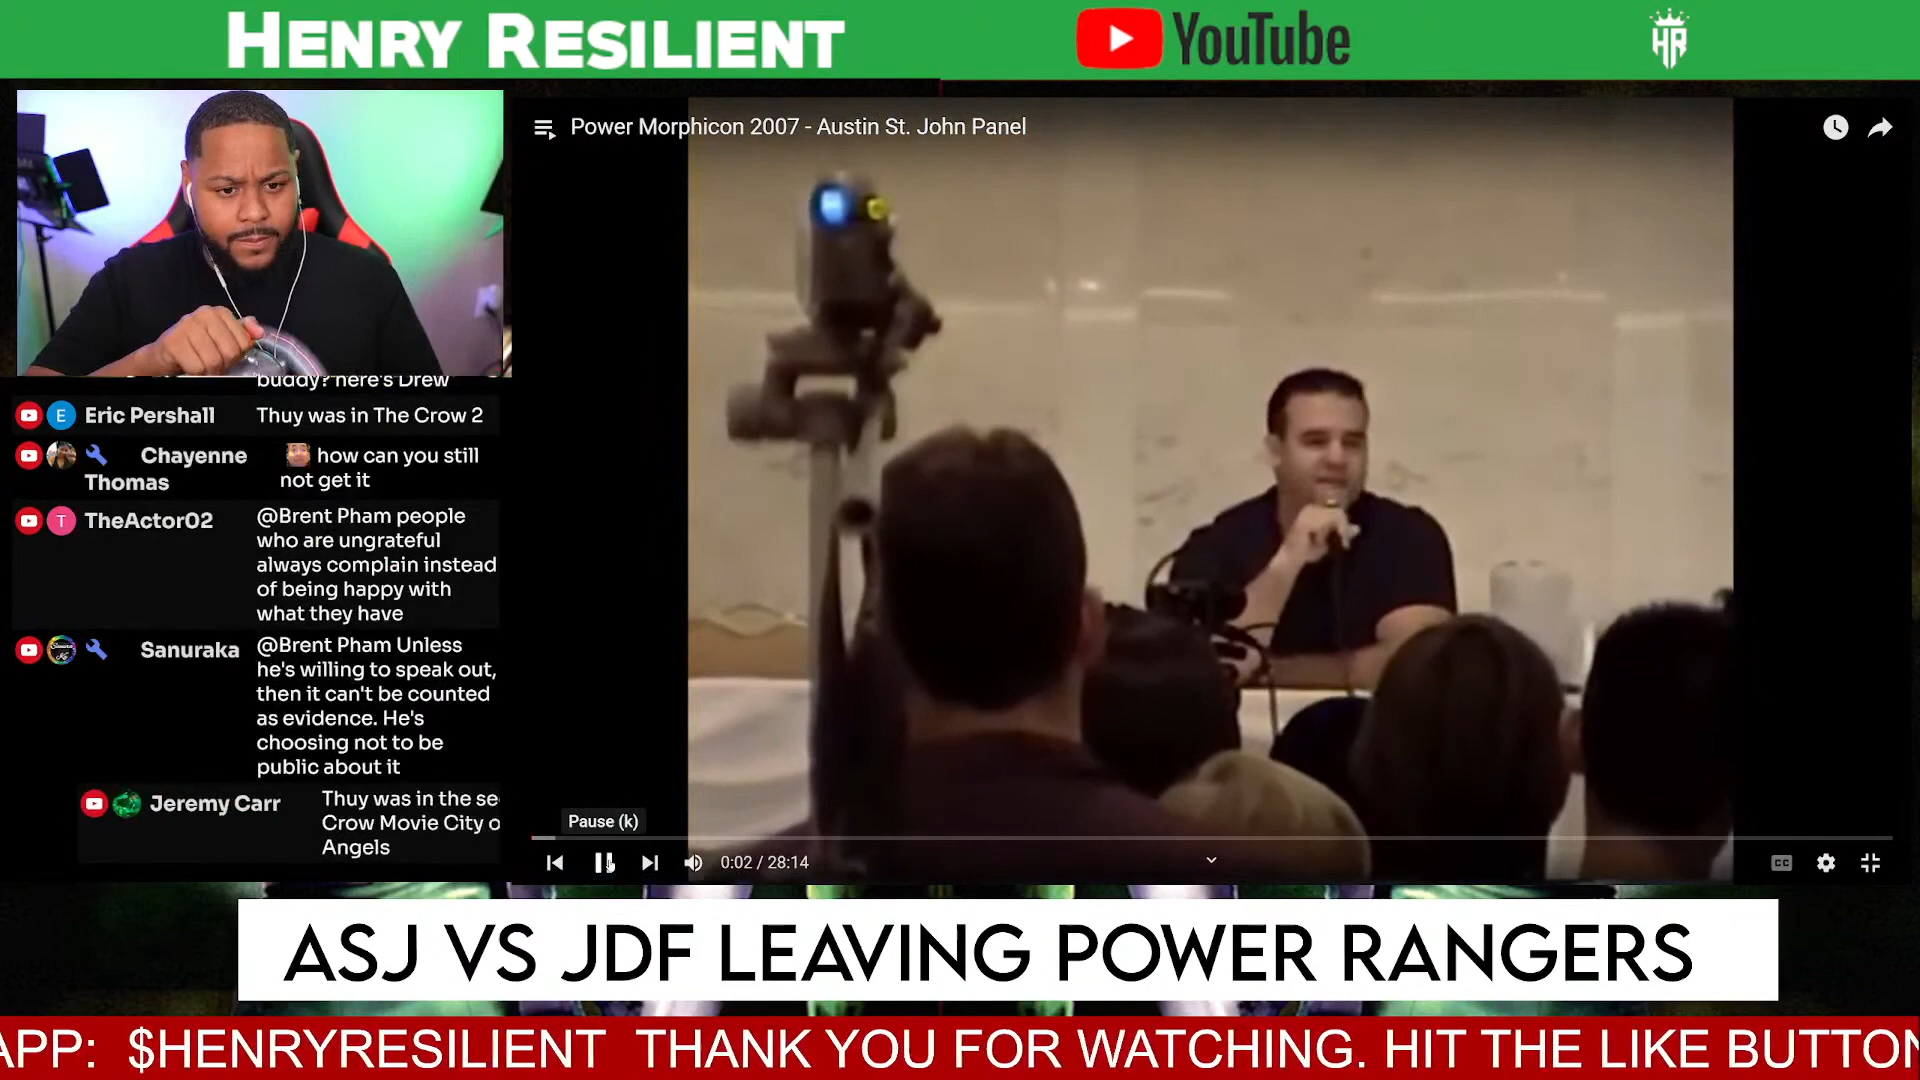 HENRY RESILIENT
YouTube
HR
Power Morphicon 2007 - Austin St. John Panel
buddy? here's Drew
E Eric Pershall Thuy was in The Crow 2
Chayenne Thomas how can you still
not get it
T TheActor02 @Brent Pham people
who are ungrateful
always complain instead
of being happy with
what they have
Sanuraka @Brent Pham Unless
he's willing to speak out,
then it can't be counted
as evidence. He's
choosing not to be
public about it
Jeremy Carr Thuy was in the se
Crow Movie City o
Angels
Pause (k)
0:02 / 28:14
CC
ASJ VS JDF LEAVING POWER RANGERS
APP: $HENRYRESILIENT THANK YOU FOR WATCHING. HIT THE LIKE BUTTON